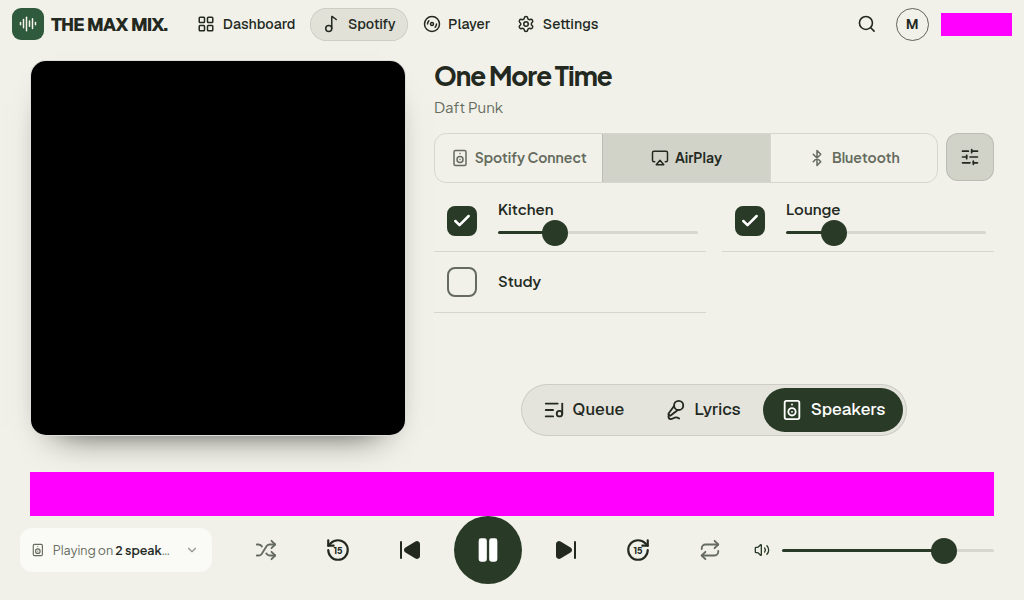 THE MAX MIX.
Dashboard
Spotify
Player
Settings
M
One More Time
Daft Punk
Spotify Connect
AirPlay
Bluetooth
Kitchen
Lounge
Study
Queue
Lyrics
Speakers
Playing on 2 speak...
15
15